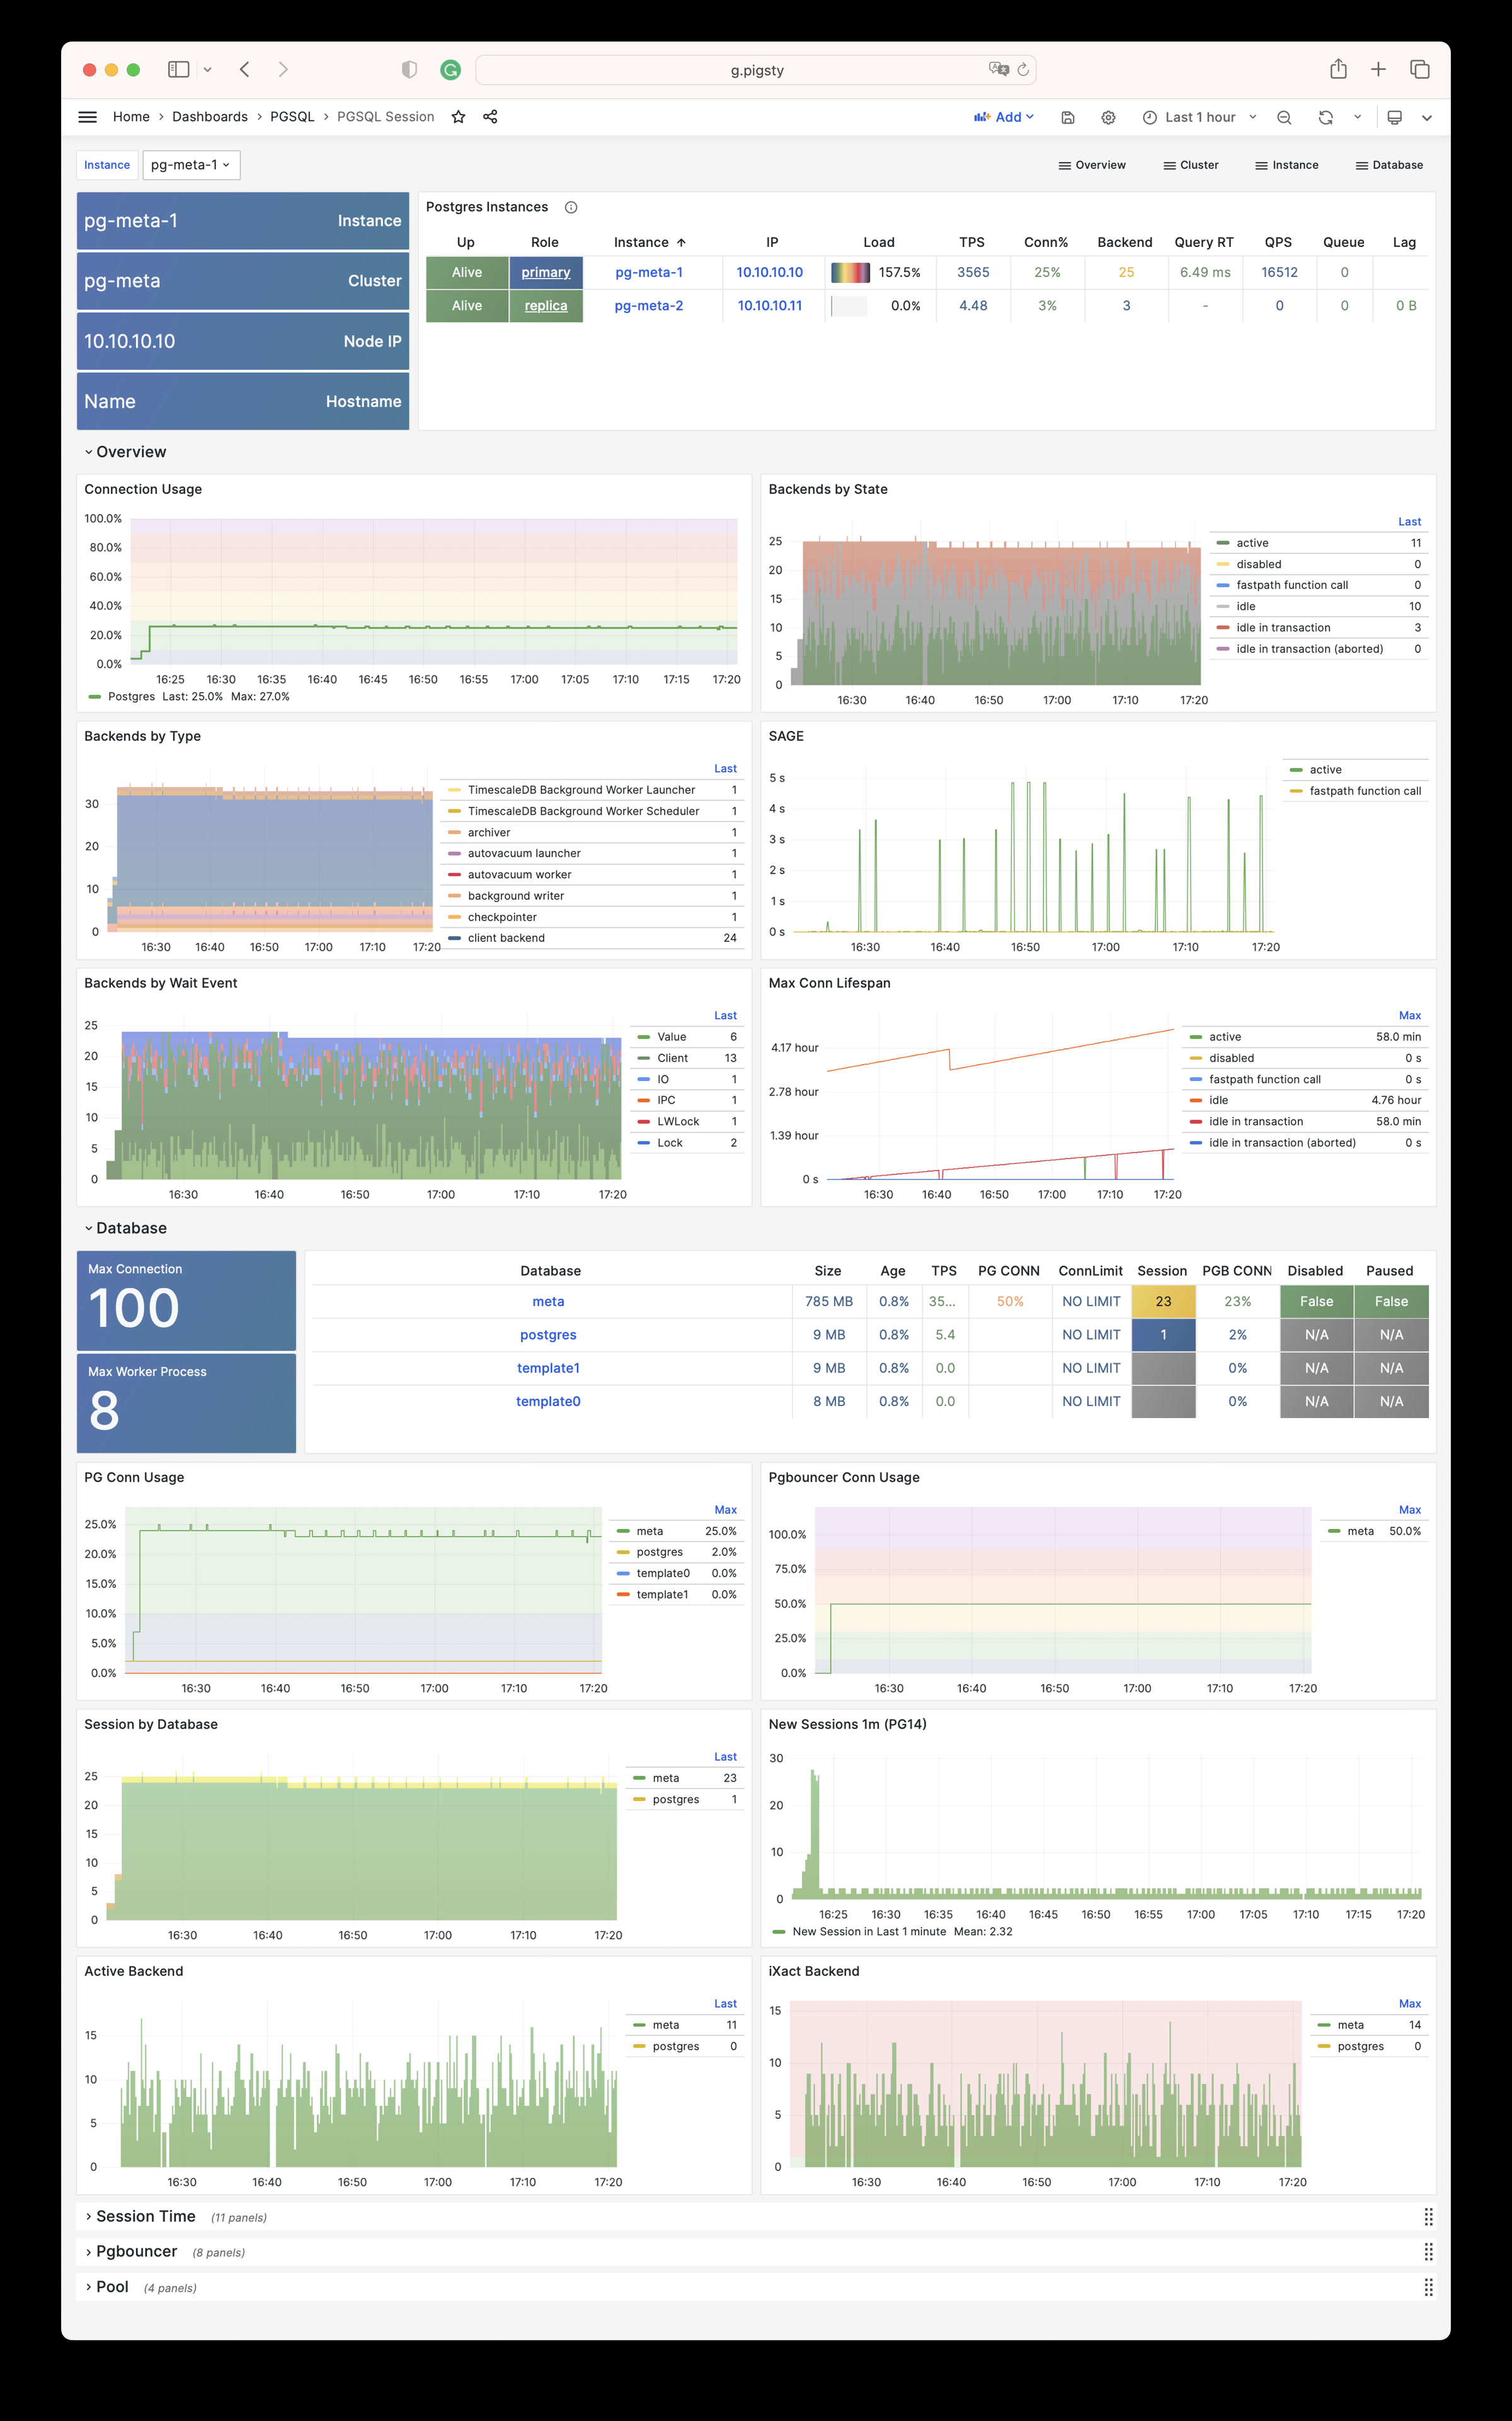 g.pigsty
Home › Dashboards › PGSQL › PGSQL Session
Add
Last 1 hour
Instance pg-meta-1
Overview Cluster Instance Database
pg-meta-1 Instance
pg-meta Cluster
10.10.10.10 Node IP
Name Hostname
Postgres Instances
Up Role Instance IP Load TPS Conn% Backend Query RT QPS Queue Lag
Alive primary pg-meta-1 10.10.10.10 157.5% 3565 25% 25 6.49 ms 16512 0
Alive replica pg-meta-2 10.10.10.11 0.0% 4.48 3% 3 - 0 0 0 B
Overview
Connection Usage
100.0%
80.0%
60.0%
40.0%
20.0%
0.0%
16:25 16:30 16:35 16:40 16:45 16:50 16:55 17:00 17:05 17:10 17:15 17:20
Postgres Last: 25.0% Max: 27.0%
Backends by State
25
20
15
10
5
0
16:30 16:40 16:50 17:00 17:10 17:20
Last
active 11
disabled 0
fastpath function call 0
idle 10
idle in transaction 3
idle in transaction (aborted) 0
Backends by Type
30
20
10
0
16:30 16:40 16:50 17:00 17:10 17:20
Last
TimescaleDB Background Worker Launcher 1
TimescaleDB Background Worker Scheduler 1
archiver 1
autovacuum launcher 1
autovacuum worker 1
background writer 1
checkpointer 1
client backend 24
SAGE
5 s
4 s
3 s
2 s
1 s
0 s
16:30 16:40 16:50 17:00 17:10 17:20
active
fastpath function call
Backends by Wait Event
25
20
15
10
5
0
16:30 16:40 16:50 17:00 17:10 17:20
Last
Value 6
Client 13
IO 1
IPC 1
LWLock 1
Lock 2
Max Conn Lifespan
4.17 hour
2.78 hour
1.39 hour
0 s
16:30 16:40 16:50 17:00 17:10 17:20
Max
active 58.0 min
disabled 0 s
fastpath function call 0 s
idle 4.76 hour
idle in transaction 58.0 min
idle in transaction (aborted) 0 s
Database
Max Connection
100
Max Worker Process
8
Database Size Age TPS PG CONN ConnLimit Session PGB CONN Disabled Paused
meta 785 MB 0.8% 35... 50% NO LIMIT 23 23% False False
postgres 9 MB 0.8% 5.4 NO LIMIT 1 2% N/A N/A
template1 9 MB 0.8% 0.0 NO LIMIT 0% N/A N/A
template0 8 MB 0.8% 0.0 NO LIMIT 0% N/A N/A
PG Conn Usage
25.0%
20.0%
15.0%
10.0%
5.0%
0.0%
16:30 16:40 16:50 17:00 17:10 17:20
Max
meta 25.0%
postgres 2.0%
template0 0.0%
template1 0.0%
Pgbouncer Conn Usage
100.0%
75.0%
50.0%
25.0%
0.0%
16:30 16:40 16:50 17:00 17:10 17:20
Max
meta 50.0%
Session by Database
25
20
15
10
5
0
16:30 16:40 16:50 17:00 17:10 17:20
Last
meta 23
postgres 1
New Sessions 1m (PG14)
30
20
10
0
16:25 16:30 16:35 16:40 16:45 16:50 16:55 17:00 17:05 17:10 17:15 17:20
New Session in Last 1 minute Mean: 2.32
Active Backend
15
10
5
0
16:30 16:40 16:50 17:00 17:10 17:20
Last
meta 11
postgres 0
iXact Backend
15
10
5
0
16:30 16:40 16:50 17:00 17:10 17:20
Max
meta 14
postgres 0
Session Time (11 panels)
Pgbouncer (8 panels)
Pool (4 panels)